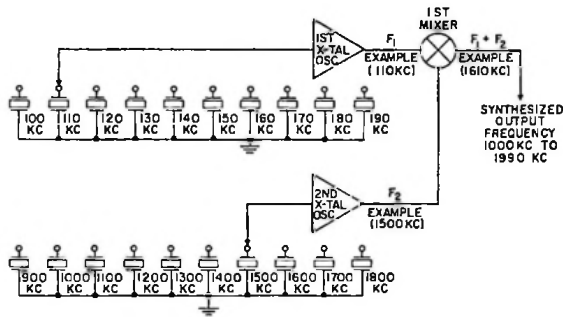 1ST
MIXER
1ST
X-TAL
OSC
F1
EXAMPLE
(110KC)
F1 + F2
EXAMPLE
(1610KC)
SYNTHESIZED
OUTPUT
FREQUENCY
1000KC TO
1990 KC
100 KC
110 KC
120 KC
130 KC
140 KC
150 KC
160 KC
170 KC
180 KC
190 KC
2ND
X-TAL
OSC
F2
EXAMPLE
(1500KC)
900 KC
1000 KC
1100 KC
1200 KC
1300 KC
1400 KC
1500 KC
1600 KC
1700 KC
1800 KC